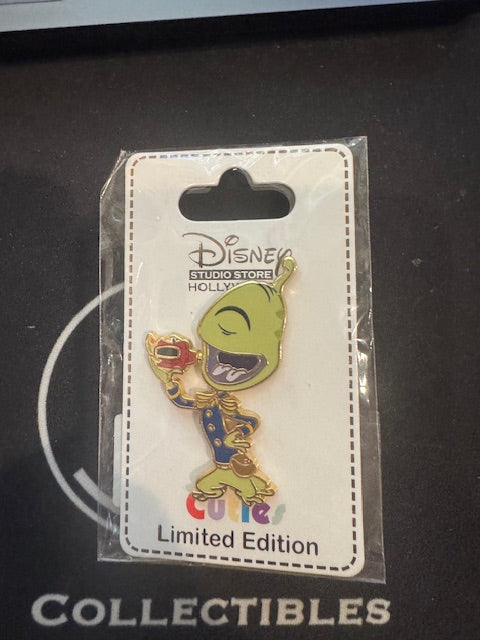 Disney
STUDIO STORE
Cuties
Limited Edition
COLLECTIBLES